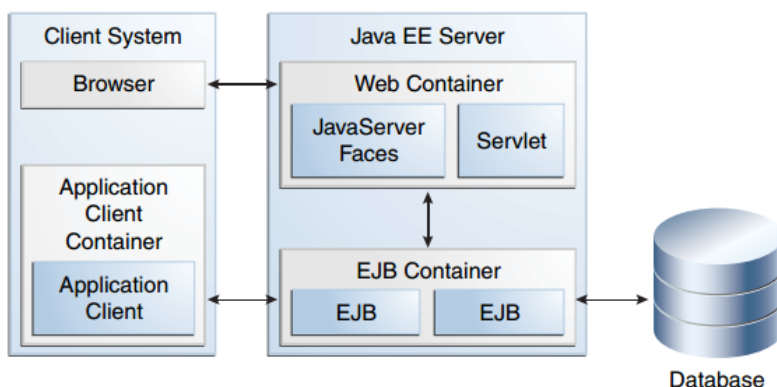 Client System
Browser
Application
Client
Container
Application
Client
Java EE Server
Web Container
JavaServer
Faces
Servlet
EJB Container
EJB
EJB
Database